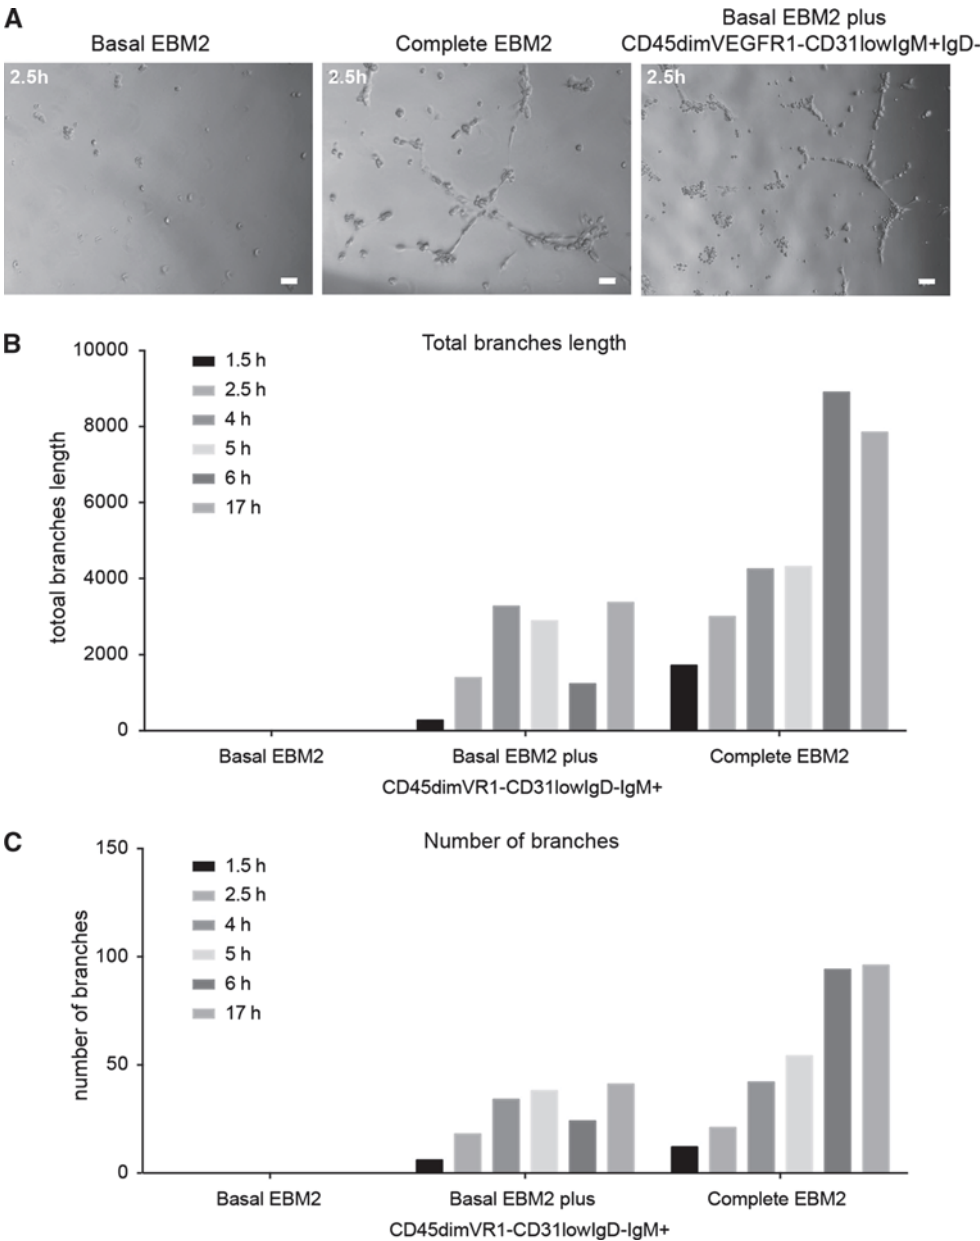 A
Basal EBM2
Complete EBM2
Basal EBM2 plus
CD45dimVEGFR1-CD31lowIgM+IgD-
2.5h
2.5h
2.5h
B
Total branches length
10000
8000
6000
4000
2000
0
totoal branches length
1.5 h
2.5 h
4 h
5 h
6 h
17 h
Basal EBM2
Basal EBM2 plus
CD45dimVR1-CD31lowIgD-IgM+
Complete EBM2
C
Number of branches
150
100
50
0
number of branches
1.5 h
2.5 h
4 h
5 h
6 h
17 h
Basal EBM2
Basal EBM2 plus
CD45dimVR1-CD31lowIgD-IgM+
Complete EBM2